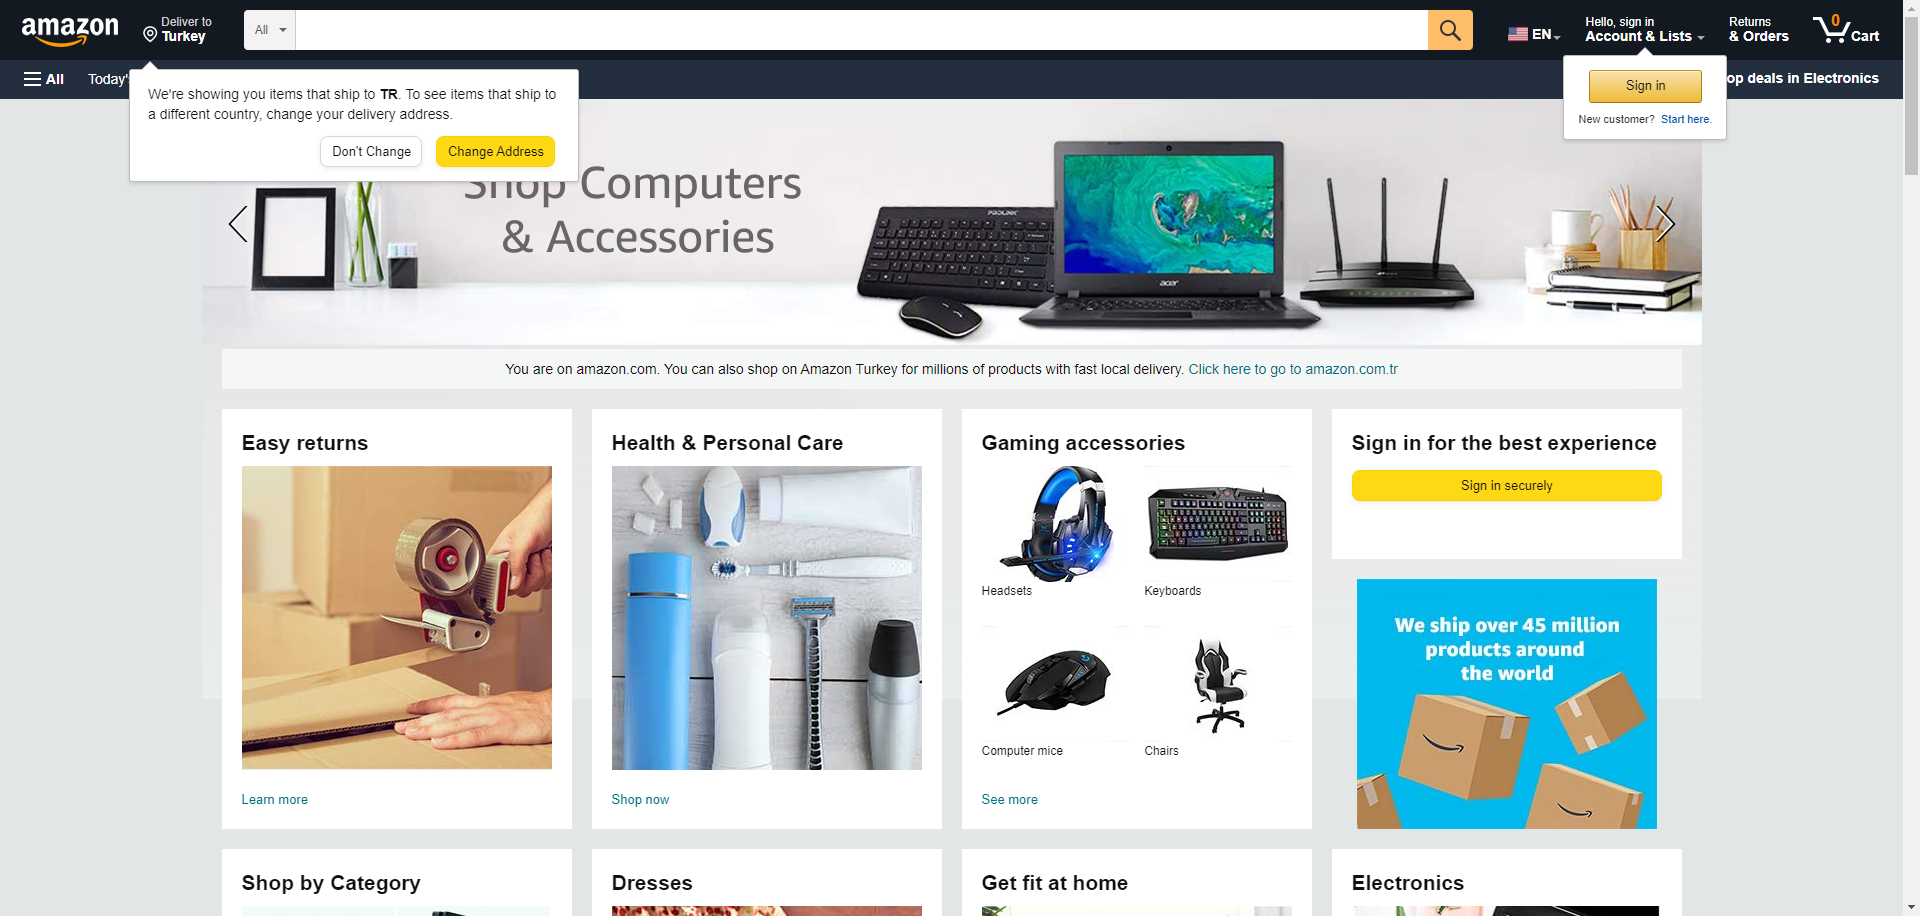 amazon
Deliver to
Turkey
All
EN
Hello, sign in
Account & Lists
Returns
& Orders
0
Cart
All
Today'
op deals in Electronics
We're showing you items that ship to TR. To see items that ship to
a different country, change your delivery address.
Don't Change
Change Address
Sign in
New customer? Start here.
Shop Computers
& Accessories
PROLINK
acer
You are on amazon.com. You can also shop on Amazon Turkey for millions of products with fast local delivery. Click here to go to amazon.com.tr
Easy returns
Learn more
Health & Personal Care
Shop now
Gaming accessories
Headsets
Keyboards
Computer mice
Chairs
See more
Sign in for the best experience
Sign in securely
We ship over 45 million
products around
the world
Shop by Category
Dresses
Get fit at home
Electronics